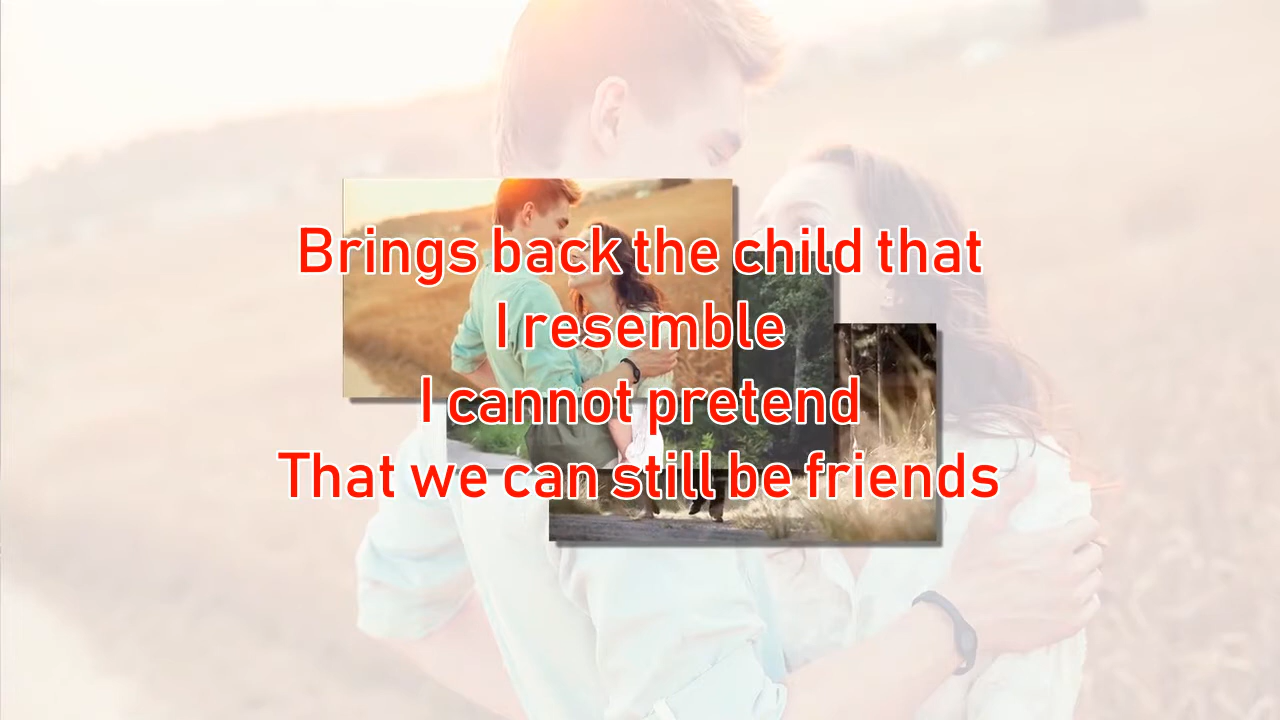 Brings back the child that
I resemble
I cannot pretend
That we can still be friends